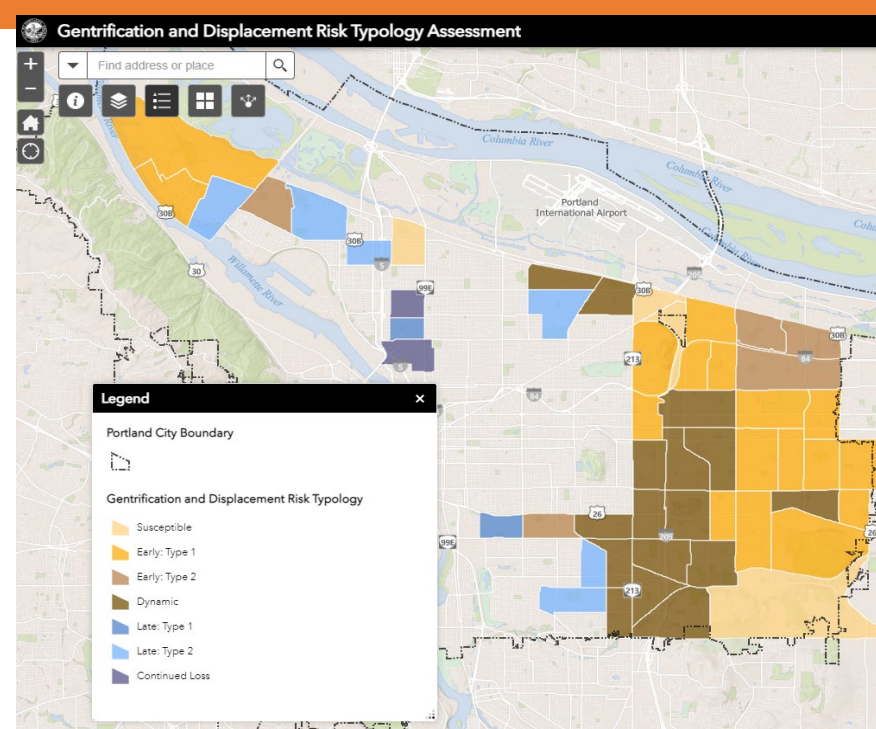 Gentrification and Displacement Risk Typology Assessment
+
Find address or place
−
Columbia River
Columbia River
Portland
International Airport
30B
30B
5
30
Willamette River
99E
205
30B
30B
213
84
5
84
Legend
×
Portland City Boundary
Gentrification and Displacement Risk Typology
Susceptible
Early: Type 1
Early: Type 2
Dynamic
Late: Type 1
Late: Type 2
Continued Loss
26
99E
205
26
213